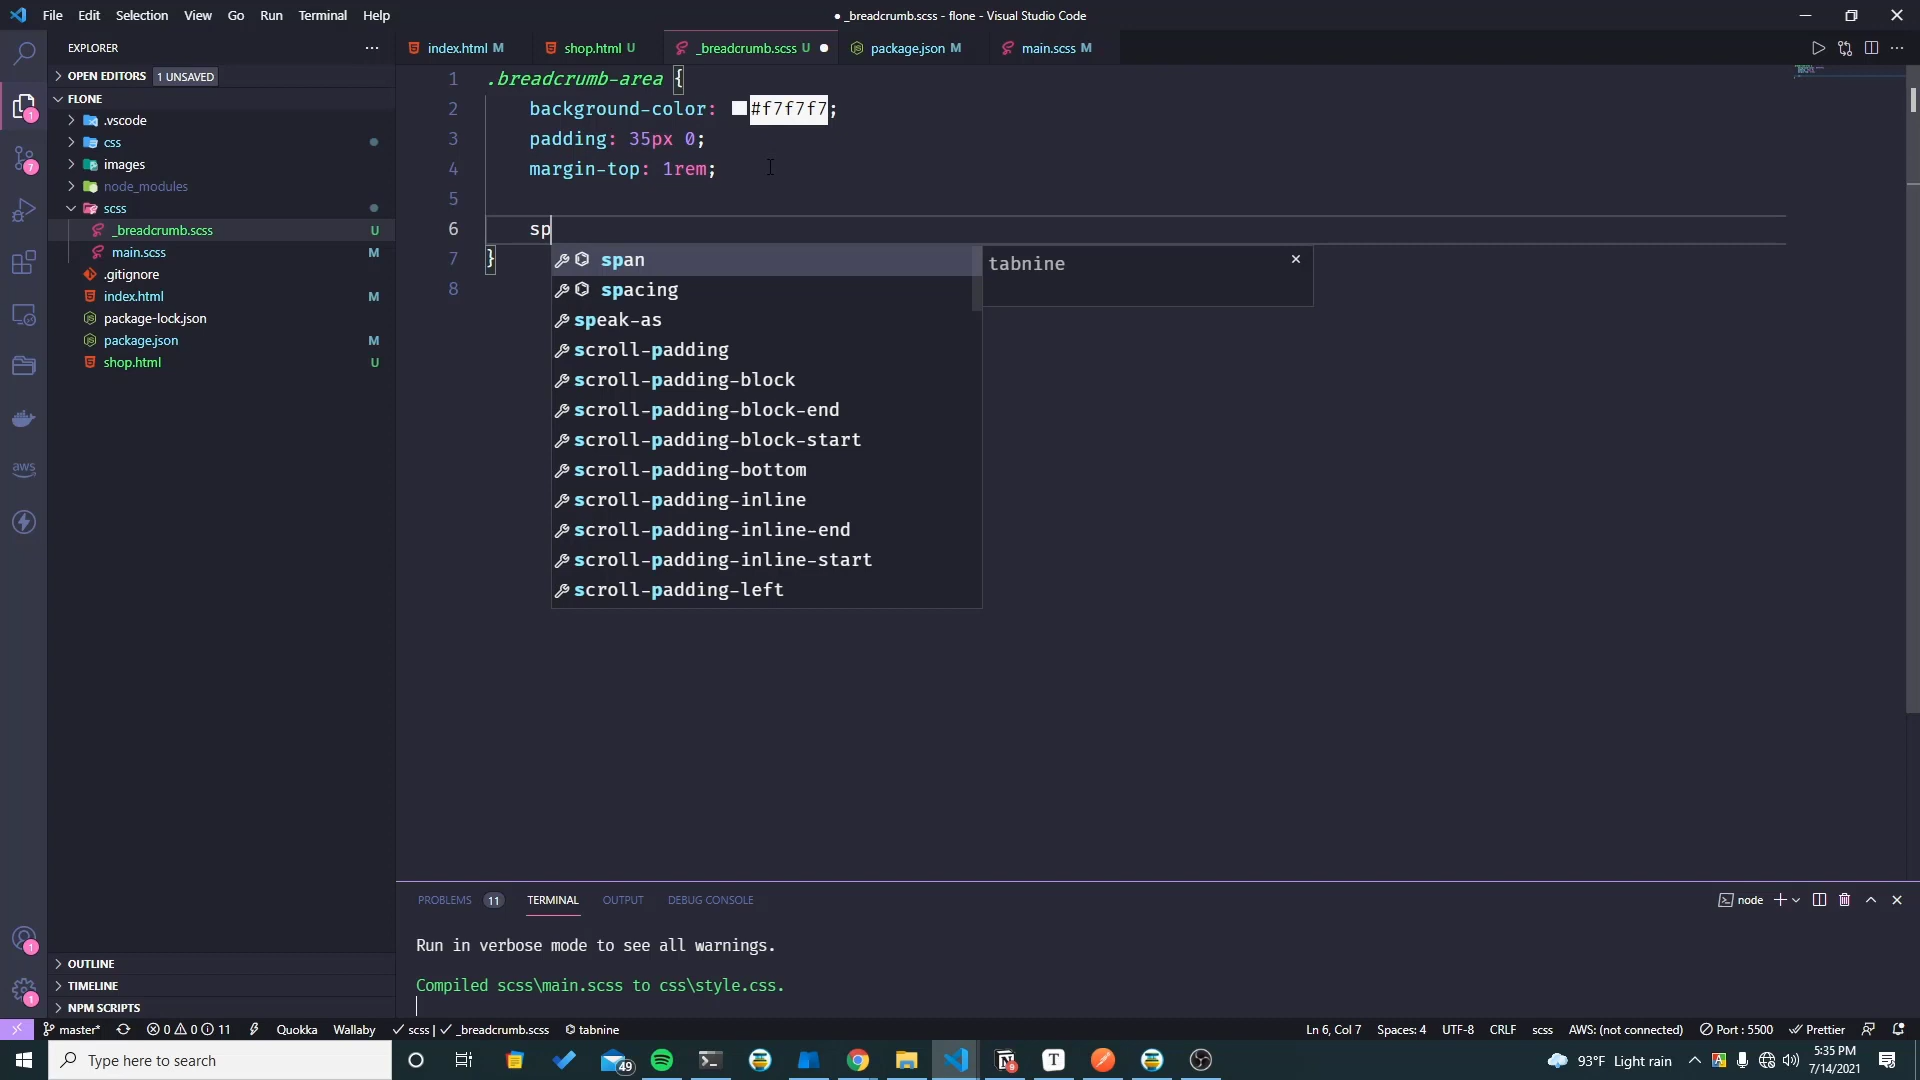 File Edit Selection View Go Run Terminal Help
● _breadcrumb.scss - flone - Visual Studio Code
EXPLORER
OPEN EDITORS 1 UNSAVED
FLONE
.vscode
css
images
node_modules
scss
_breadcrumb.scss U
main.scss M
.gitignore
index.html M
package-lock.json
package.json M
shop.html U
OUTLINE
TIMELINE
NPM SCRIPTS
index.html M shop.html U _breadcrumb.scss U package.json M main.scss M
1 .breadcrumb-area {
2 background-color: #f7f7f7;
3 padding: 35px 0;
4 margin-top: 1rem;
5
6 sp
7 }
8
span
spacing
speak-as
scroll-padding
scroll-padding-block
scroll-padding-block-end
scroll-padding-block-start
scroll-padding-bottom
scroll-padding-inline
scroll-padding-inline-end
scroll-padding-inline-start
scroll-padding-left
tabnine
PROBLEMS 11 TERMINAL OUTPUT DEBUG CONSOLE
node
Run in verbose mode to see all warnings.
Compiled scss\main.scss to css\style.css.
1
7
aws
1
1
master* 0 0 11 Quokka Wallaby scss | _breadcrumb.scss tabnine
Ln 6, Col 7 Spaces: 4 UTF-8 CRLF scss AWS: (not connected) Port : 5500 Prettier
Type here to search
49
T
93°F Light rain
5:35 PM
7/14/2021